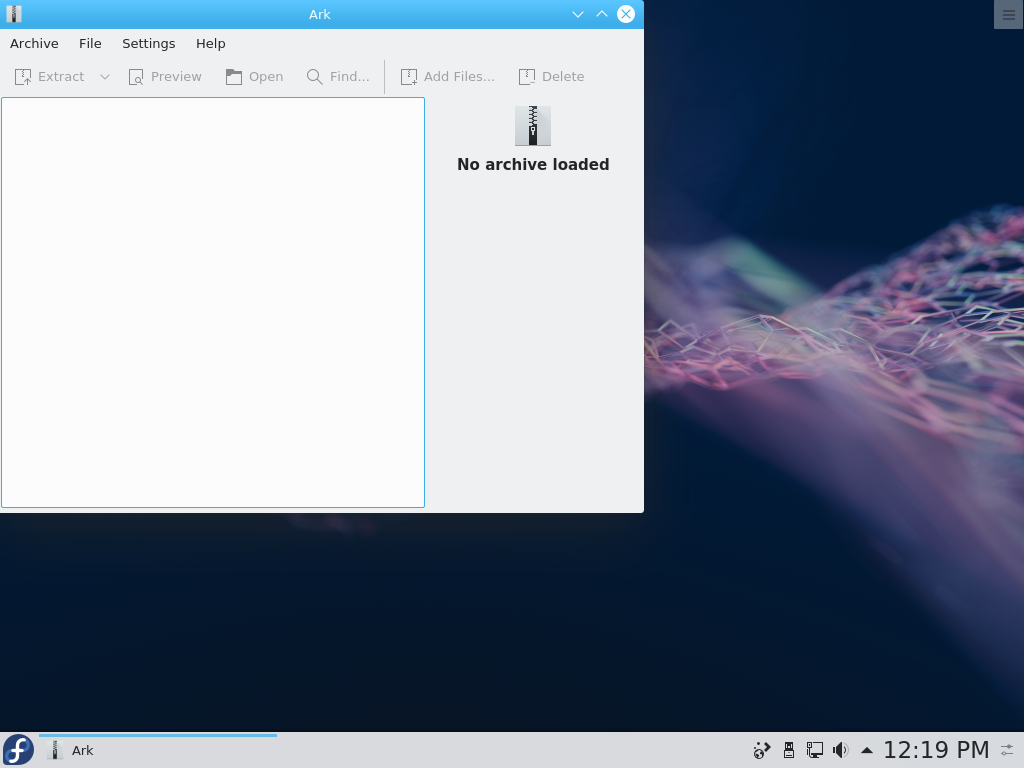 Ark
Archive File Settings Help
Extract Preview Open Find... Add Files... Delete
No archive loaded
Ark 12:19 PM